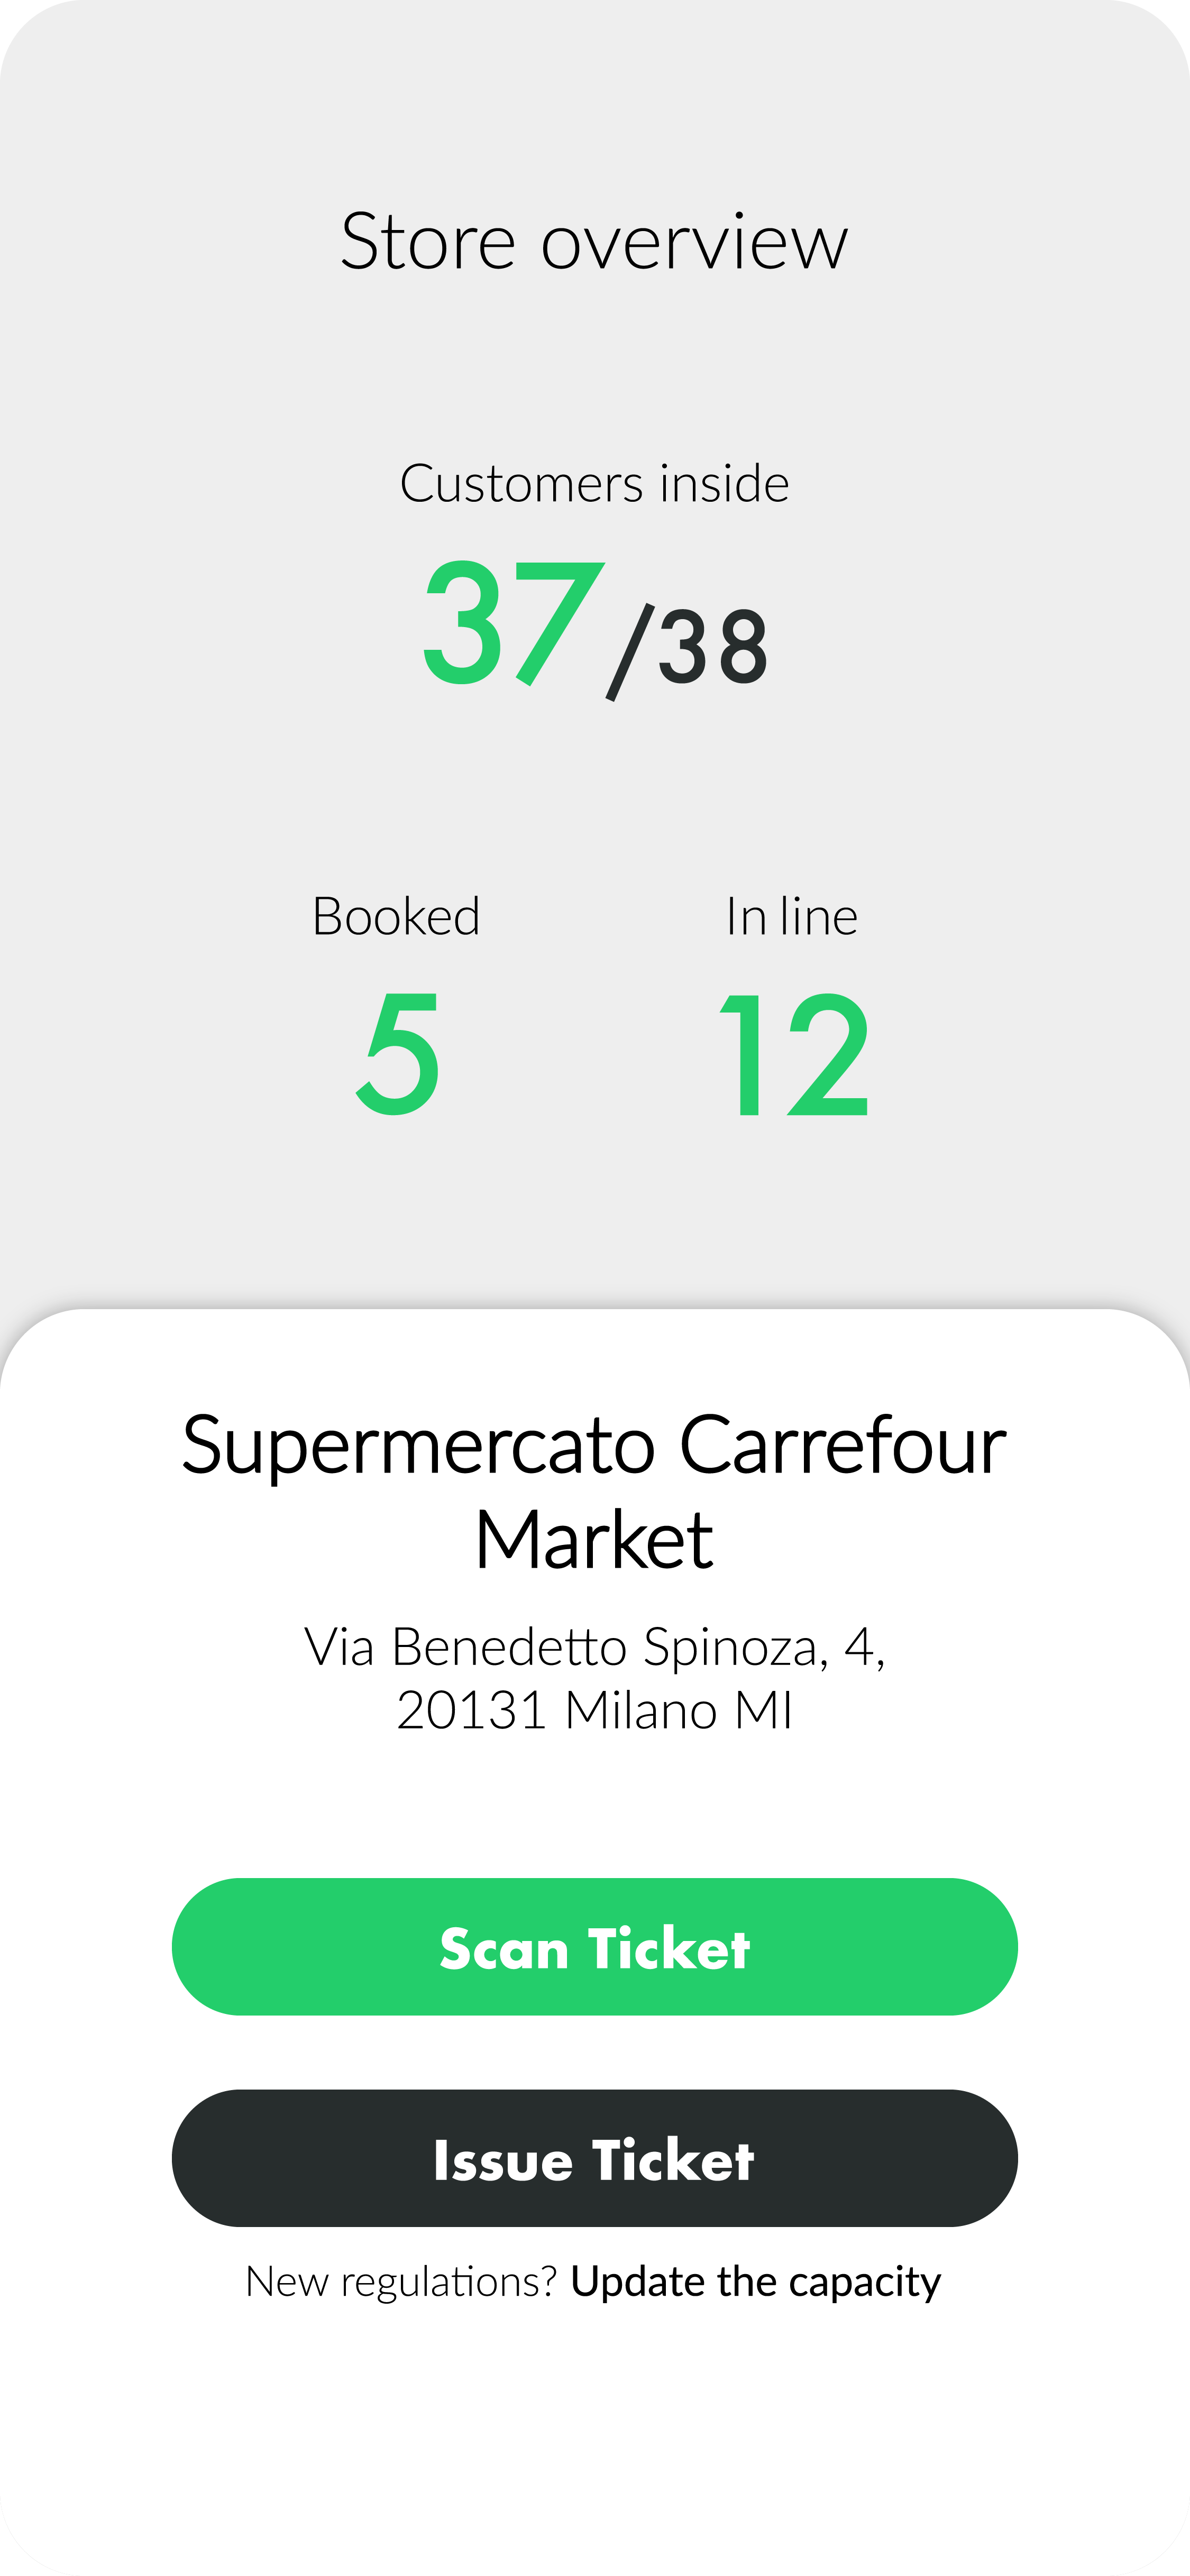 Store overview
Customers inside
37/38
Booked
In line
5
12
Supermercato Carrefour
Market
Via Benedetto Spinoza, 4,
20131 Milano MI
Scan Ticket
Issue Ticket
New regulations? Update the capacity